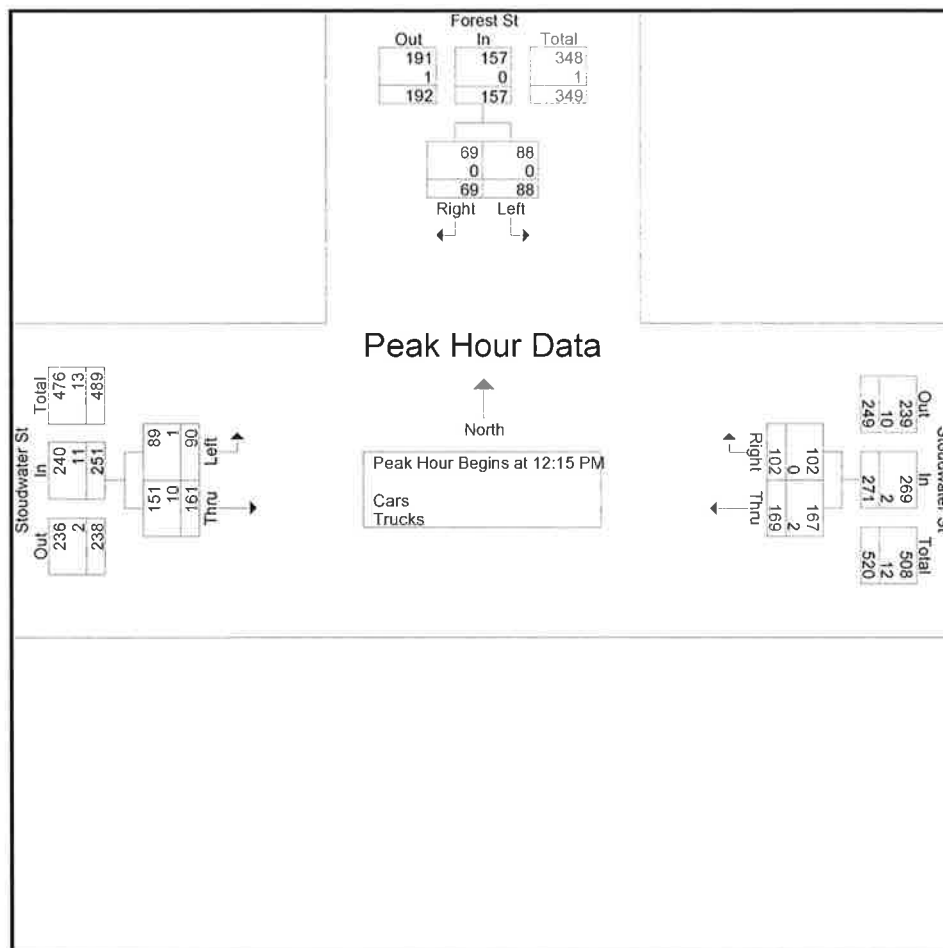 Forest St
Out In Total
191 157 348
1 0 1
192 157 349
69 88
0 0
69 88
Right Left
Peak Hour Data
North
Peak Hour Begins at 12:15 PM
Cars
Trucks
Stoudwater St
Out In Total
236 240 476
2 11 13
238 251 489
151 89
10 1
161 90
Thru Left
Stoudwater St
Out In Total
239 269 508
10 2 12
249 271 520
102 167
0 2
102 169
Right Thru